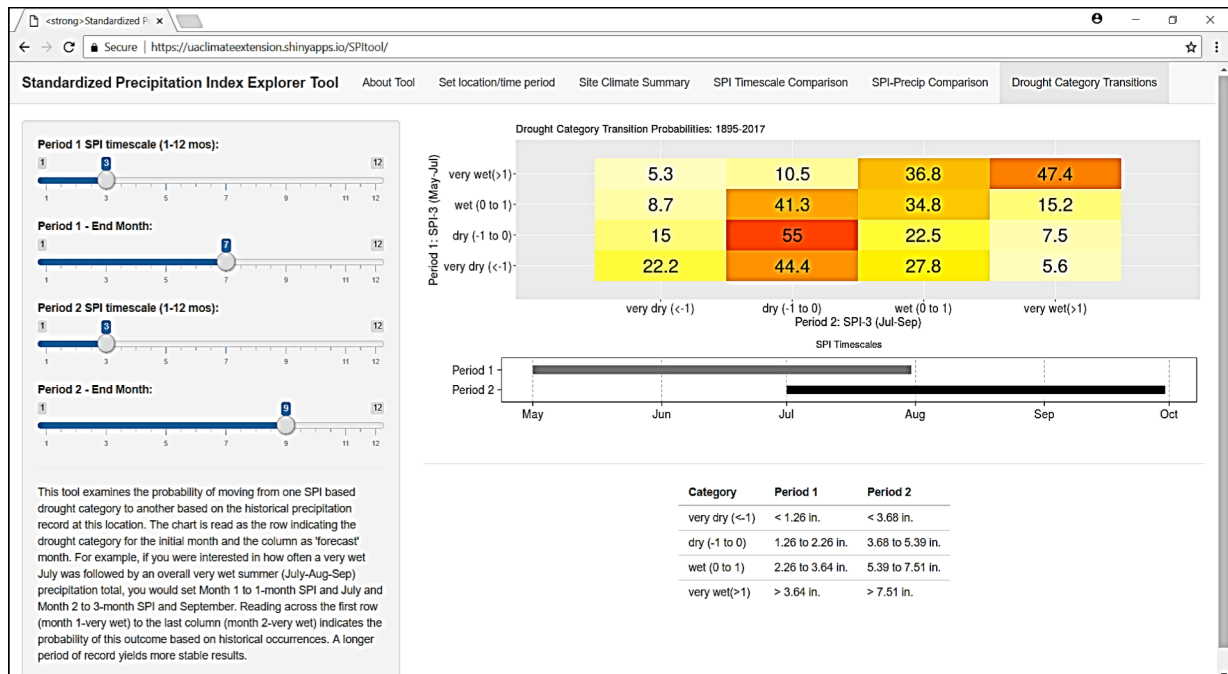 <strong>Standardized P
Secure | https://uaclimateextension.shinyapps.io/SPItool/
Standardized Precipitation Index Explorer Tool About Tool Set location/time period Site Climate Summary SPI Timescale Comparison SPI-Precip Comparison Drought Category Transitions
Period 1 SPI timescale (1-12 mos):
1 3 12
1 3 5 7 9 11 12
Period 1 - End Month:
1 7 12
1 3 5 7 9 11 12
Period 2 SPI timescale (1-12 mos):
1 3 12
1 3 5 7 9 11 12
Period 2 - End Month:
1 9 12
1 3 5 7 9 11 12
This tool examines the probability of moving from one SPI based
drought category to another based on the historical precipitation
record at this location. The chart is read as the row indicating the
drought category for the initial month and the column as 'forecast'
month. For example, if you were interested in how often a very wet
July was followed by an overall very wet summer (July-Aug-Sep)
precipitation total, you would set Month 1 to 1-month SPI and July and
Month 2 to 3-month SPI and September. Reading across the first row
(month 1-very wet) to the last column (month 2-very wet) indicates the
probability of this outcome based on historical occurrences. A longer
period of record yields more stable results.
Drought Category Transition Probabilities: 1895-2017
Period 1: SPI-3 (May-Jul)
very wet(>1) 5.3 10.5 36.8 47.4
wet (0 to 1) 8.7 41.3 34.8 15.2
dry (-1 to 0) 15 55 22.5 7.5
very dry (<-1) 22.2 44.4 27.8 5.6
very dry (<-1) dry (-1 to 0) wet (0 to 1) very wet(>1)
Period 2: SPI-3 (Jul-Sep)
SPI Timescales
Period 1
Period 2
May Jun Jul Aug Sep Oct
Category Period 1 Period 2
very dry (<-1) < 1.26 in. < 3.68 in.
dry (-1 to 0) 1.26 to 2.26 in. 3.68 to 5.39 in.
wet (0 to 1) 2.26 to 3.64 in. 5.39 to 7.51 in.
very wet(>1) > 3.64 in. > 7.51 in.